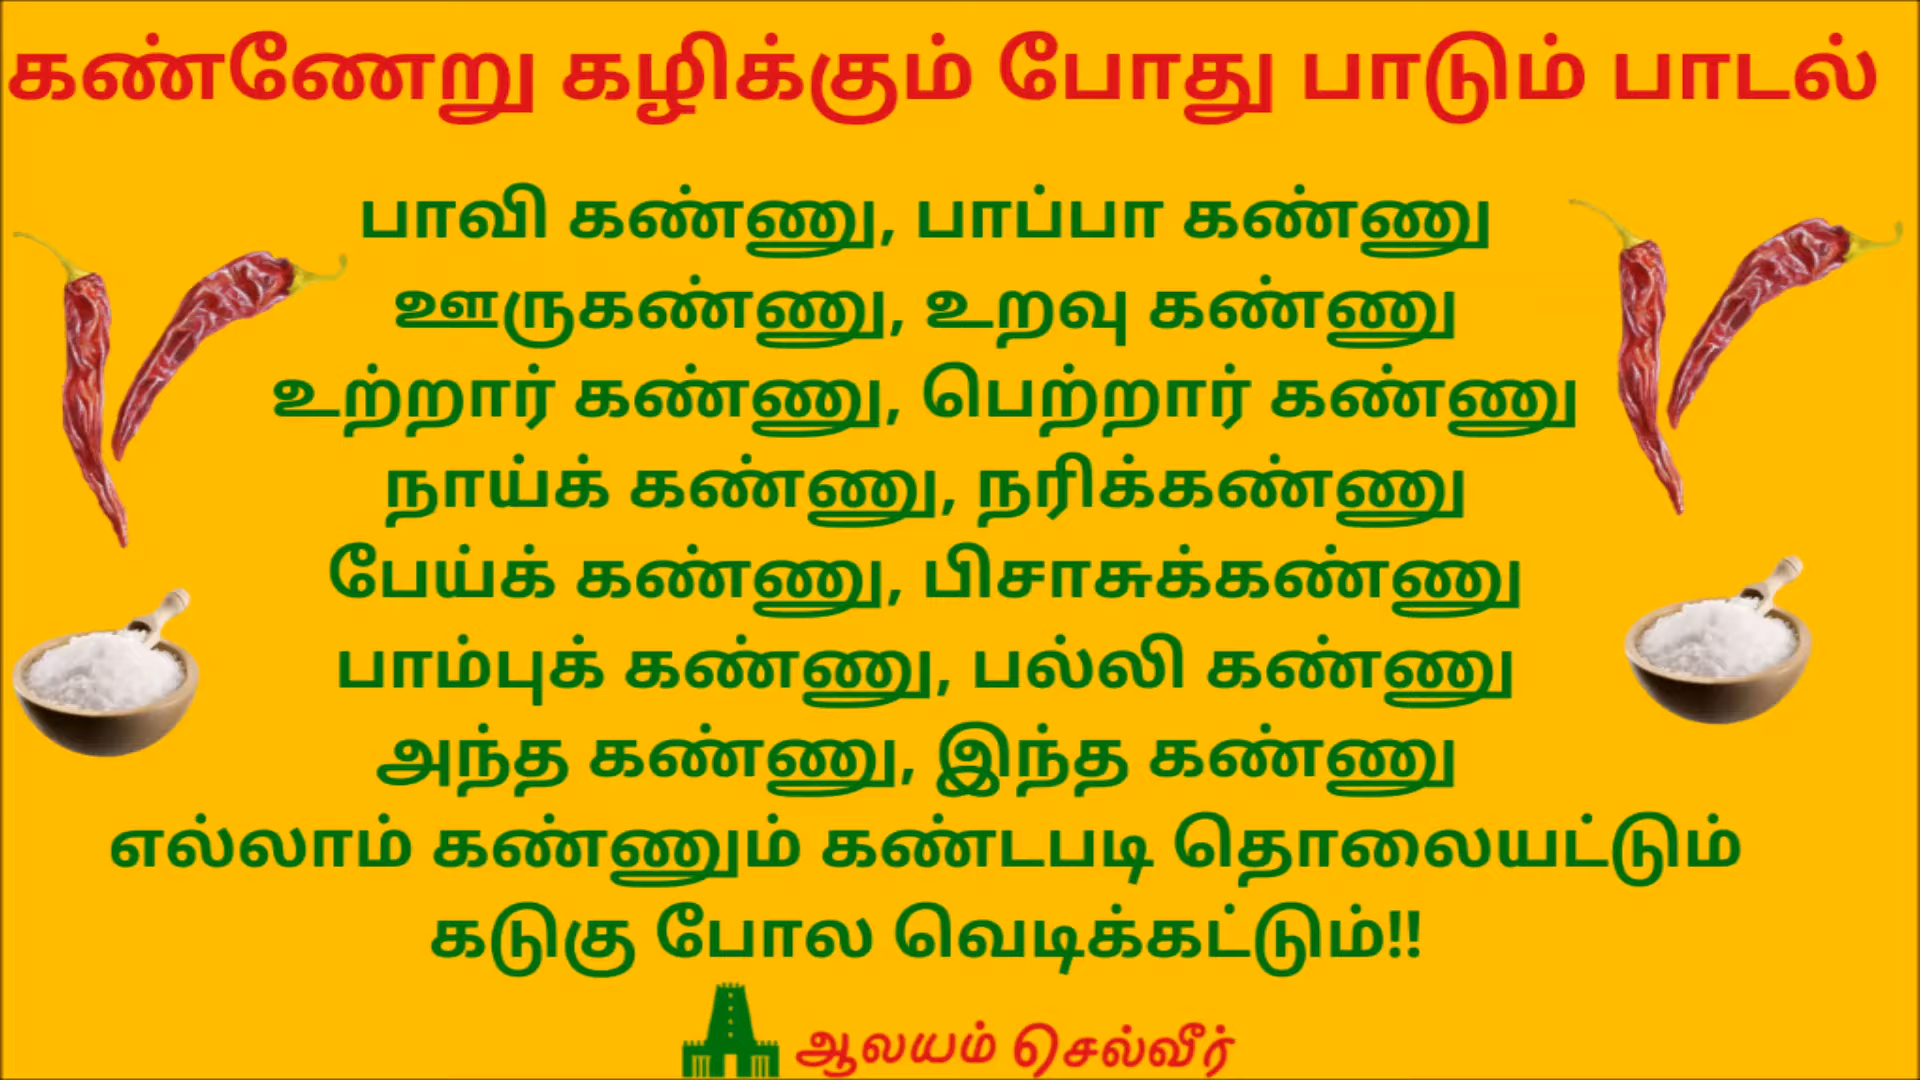 கண்ணேறு கழிக்கும் போது பாடும் பாடல்
பாவி கண்ணு, பாப்பா கண்ணு
ஊருகண்ணு, உறவு கண்ணு
உற்றார் கண்ணு, பெற்றார் கண்ணு
நாய்க் கண்ணு, நரிக்கண்ணு
பேய்க் கண்ணு, பிசாசுக்கண்ணு
பாம்புக் கண்ணு, பல்லி கண்ணு
அந்த கண்ணு, இந்த கண்ணு
எல்லாம் கண்ணும் கண்டபடி தொலையட்டும்
கடுகு போல வெடிக்கட்டும்!!
ஆலயம் செல்வீர்